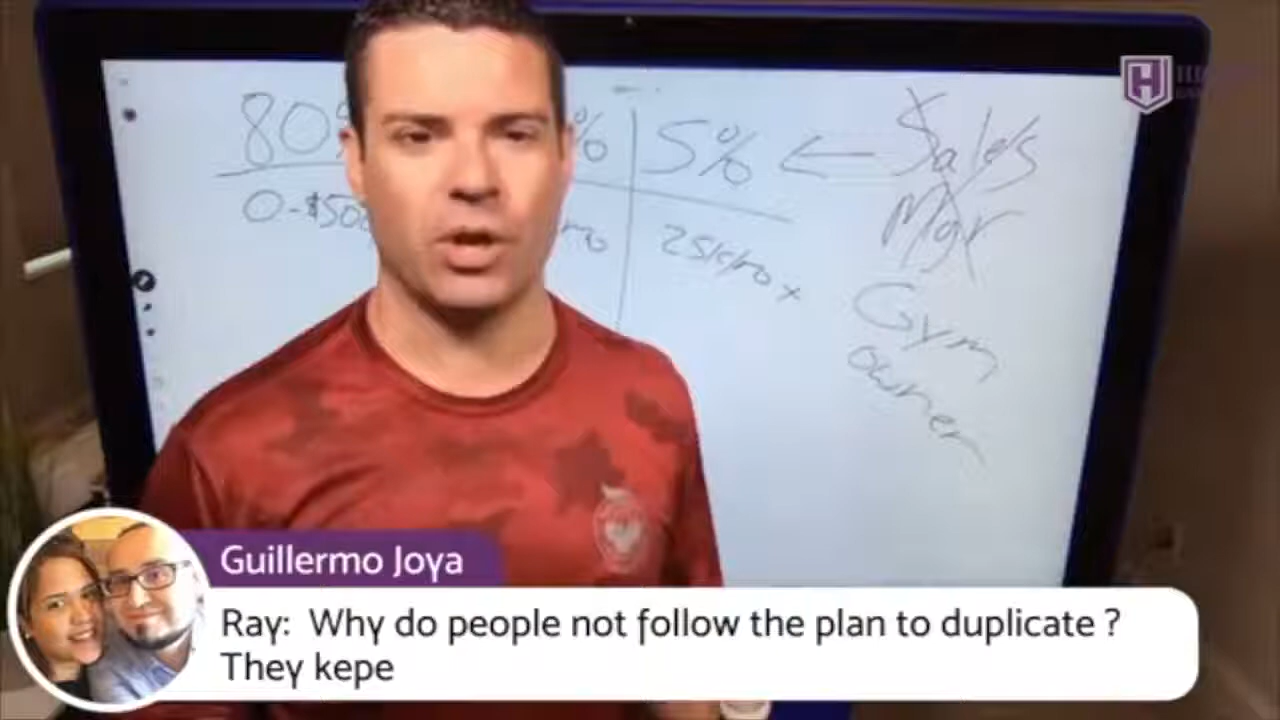 80%
%
5% ← Sales
Mgr
0-$500
mo
25k/mo +
Gym
owner
Guillermo Joya
Ray: Why do people not follow the plan to duplicate ?
They kepe